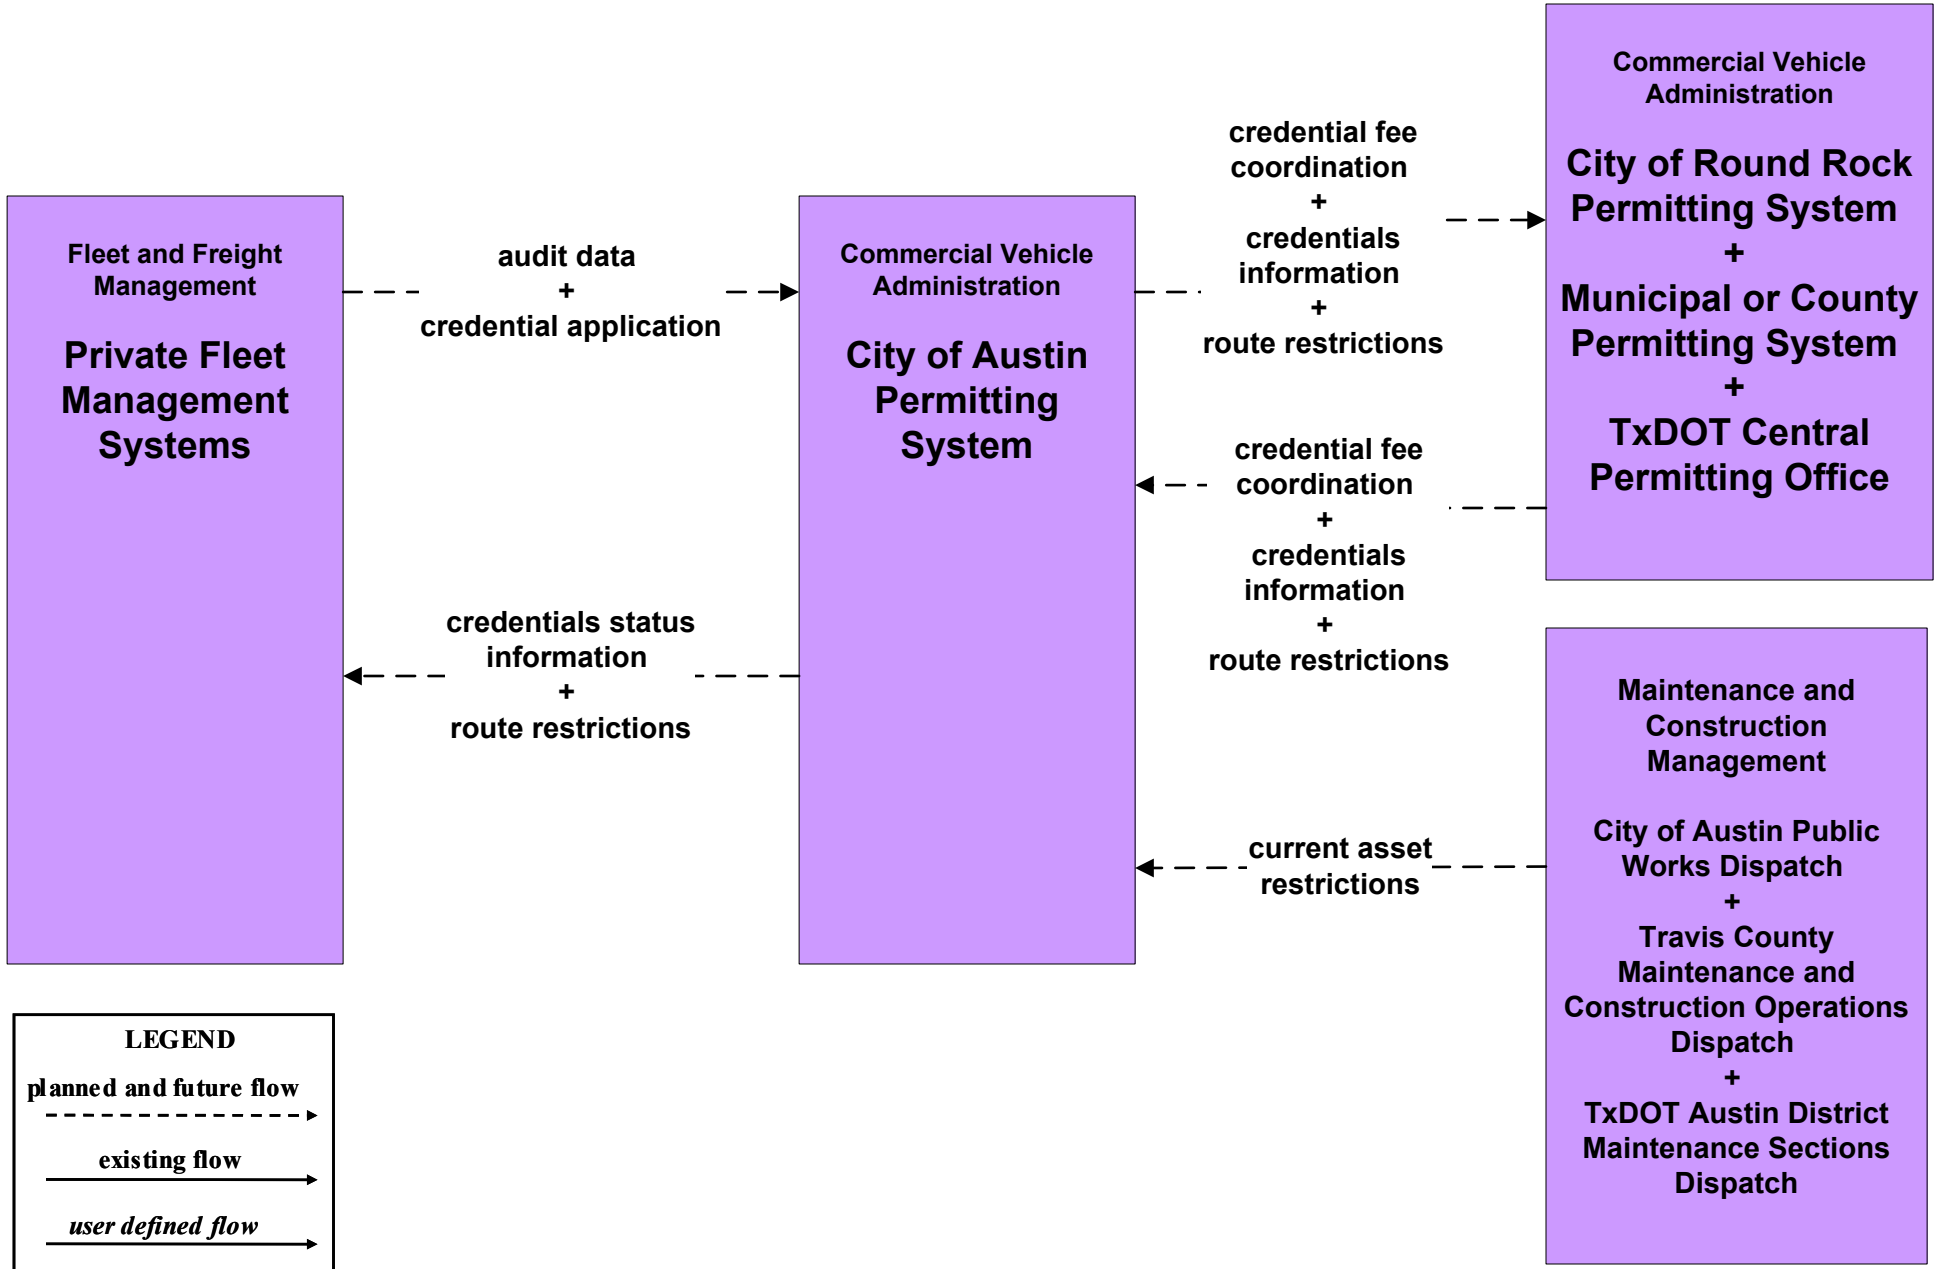 Fleet and Freight
Management
Private Fleet
Management
Systems
audit data
+
credential application
credentials status
information
+
route restrictions
Commercial Vehicle
Administration
City of Austin
Permitting
System
credential fee
coordination
+
credentials
information
+
route restrictions
credential fee
coordination
+
credentials
information
+
route restrictions
current asset
restrictions
Commercial Vehicle
Administration
City of Round Rock
Permitting System
+
Municipal or County
Permitting System
+
TxDOT Central
Permitting Office
Maintenance and
Construction
Management
City of Austin Public
Works Dispatch
+
Travis County
Maintenance and
Construction Operations
Dispatch
+
TxDOT Austin District
Maintenance Sections
Dispatch
LEGEND
planned and future flow
existing flow
user defined flow